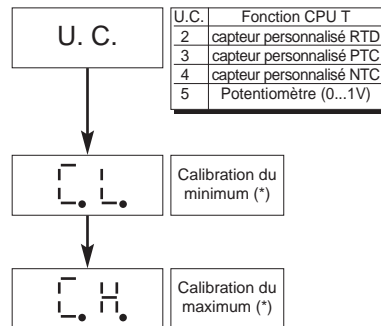 U. C.
U.C. Fonction CPU T
2 capteur personnalisé RTD
3 capteur personnalisé PTC
4 capteur personnalisé NTC
5 Potentiomètre (0...1V)
C. L.
Calibration du
minimum (*)
C. H.
Calibration du
maximum (*)